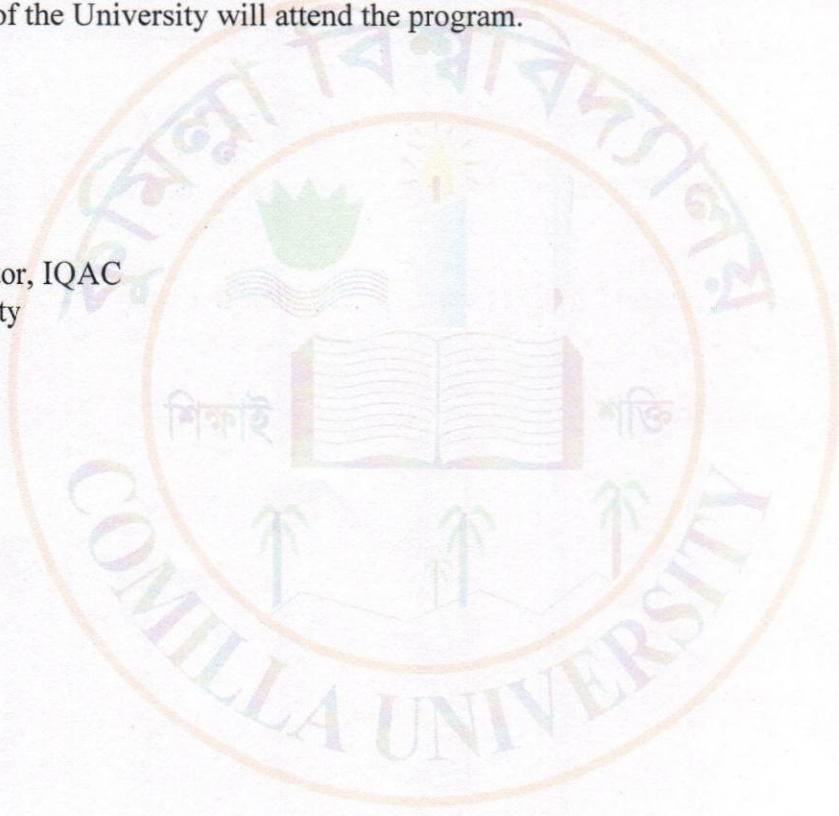 of the University will attend the program.
কুমিল্লা বিশ্ববিদ্যালয়
or, IQAC
ty
শিক্ষাই শক্তি
COMILLA UNIVERSITY